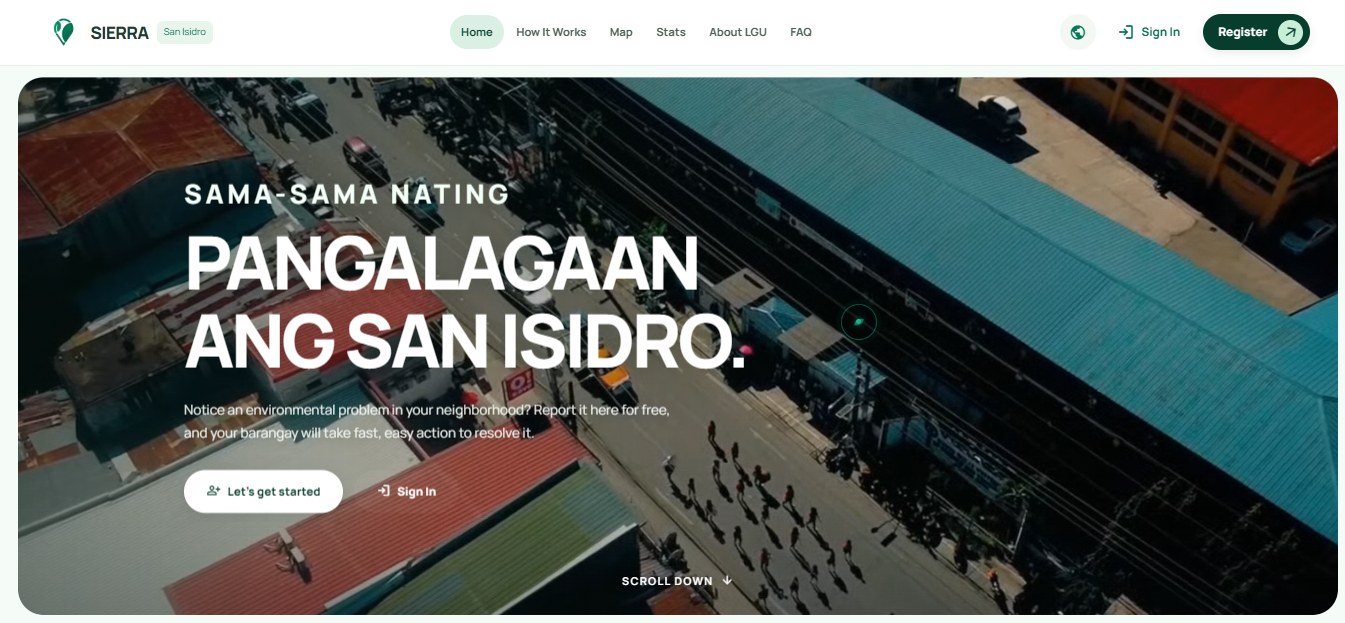 SIERRA
San Isidro
Home
How It Works
Map
Stats
About LGU
FAQ
Sign In
Register
SAMA-SAMA NATING
PANGALAGAAN
ANG SAN ISIDRO.
Notice an environmental problem in your neighborhood? Report it here for free,
and your barangay will take fast, easy action to resolve it.
Let's get started
Sign In
SCROLL DOWN